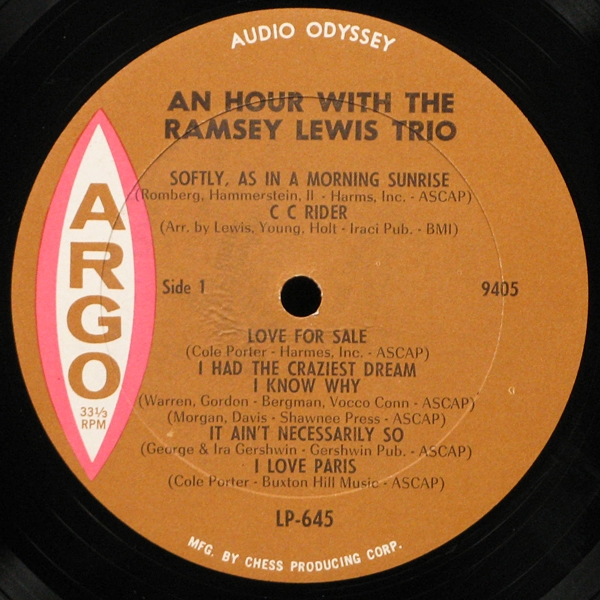 AUDIO ODYSSEY
AN HOUR WITH THE
RAMSEY LEWIS TRIO
SOFTLY, AS IN A MORNING SUNRISE
(Romberg, Hammerstein, II - Harms, Inc. - ASCAP)
C C RIDER
(Arr. by Lewis, Young, Holt - Iraci Pub. - BMI)
ARGO
33⅓
RPM
Side 1
9405
LOVE FOR SALE
(Cole Porter - Harmes, Inc. - ASCAP)
I HAD THE CRAZIEST DREAM
I KNOW WHY
(Warren, Gordon - Bergman, Vocco Conn - ASCAP)
(Morgan, Davis - Shawnee Press - ASCAP)
IT AIN'T NECESSARILY SO
(George & Ira Gershwin - Gershwin Pub. - ASCAP)
I LOVE PARIS
(Cole Porter - Buxton Hill Music - ASCAP)
LP-645
MFG. BY CHESS PRODUCING CORP.